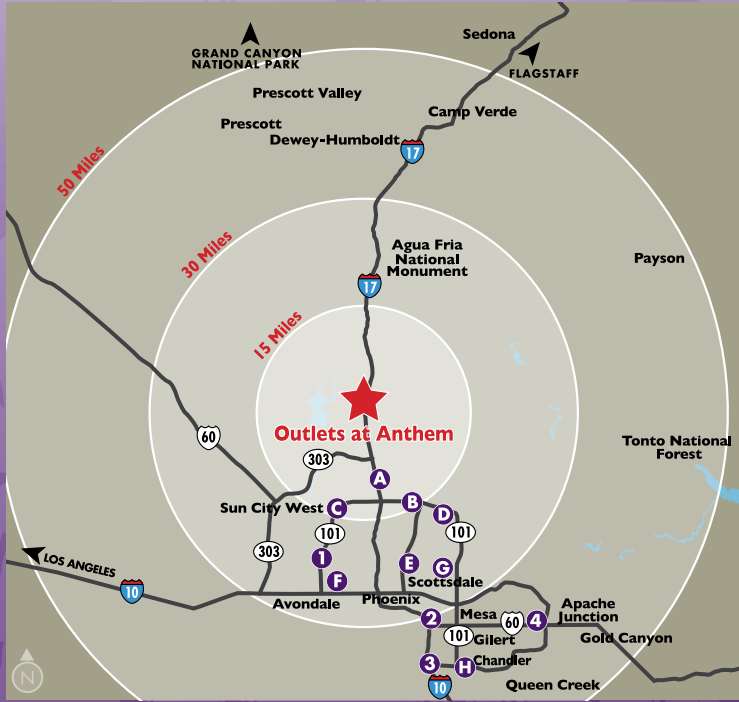 Sedona
GRAND CANYON
NATIONAL PARK
FLAGSTAFF
Prescott Valley
Camp Verde
Prescott
Dewey-Humboldt
17
50 Miles
30 Miles
Agua Fria
National
Monument
Payson
17
15 Miles
Outlets at Anthem
60
Tonto National
Forest
303
A
Sun City West
C
B
D
101
101
303
1
E
G
LOS ANGELES
F
Scottsdale
10
Avondale
Phoenix
2
Mesa
60
4
Apache
Junction
101
Gilert
Gold Canyon
3
H
Chandler
10
Queen Creek
N